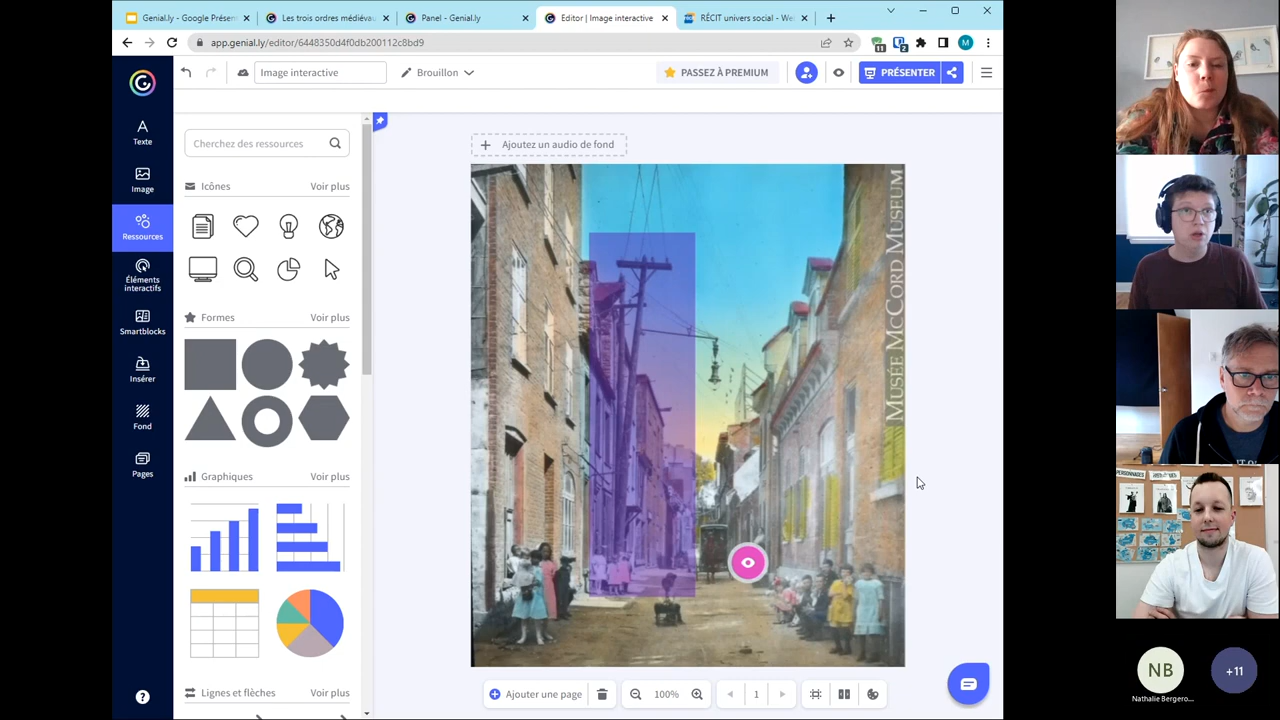 Genial.ly - Google Présen
Les trois ordres médiévau
Panel - Genial.ly
Editor | Image interactive
RÉCIT univers social - We
app.genial.ly/editor/6448350d4f0db200112c8bd9
11
2
M
Image interactive
Brouillon
PASSEZ À PREMIUM
PRÉSENTER
Texte
Image
Ressources
Éléments interactifs
Smartblocks
Insérer
Fond
Pages
Cherchez des ressources
Icônes
Voir plus
Formes
Voir plus
Graphiques
Voir plus
Lignes et flèches
Voir plus
Ajoutez un audio de fond
MUSÉE MCCORD MUSEUM
Ajouter une page
100%
1
PERSONNAGES
NB
Nathalie Bergero...
+11